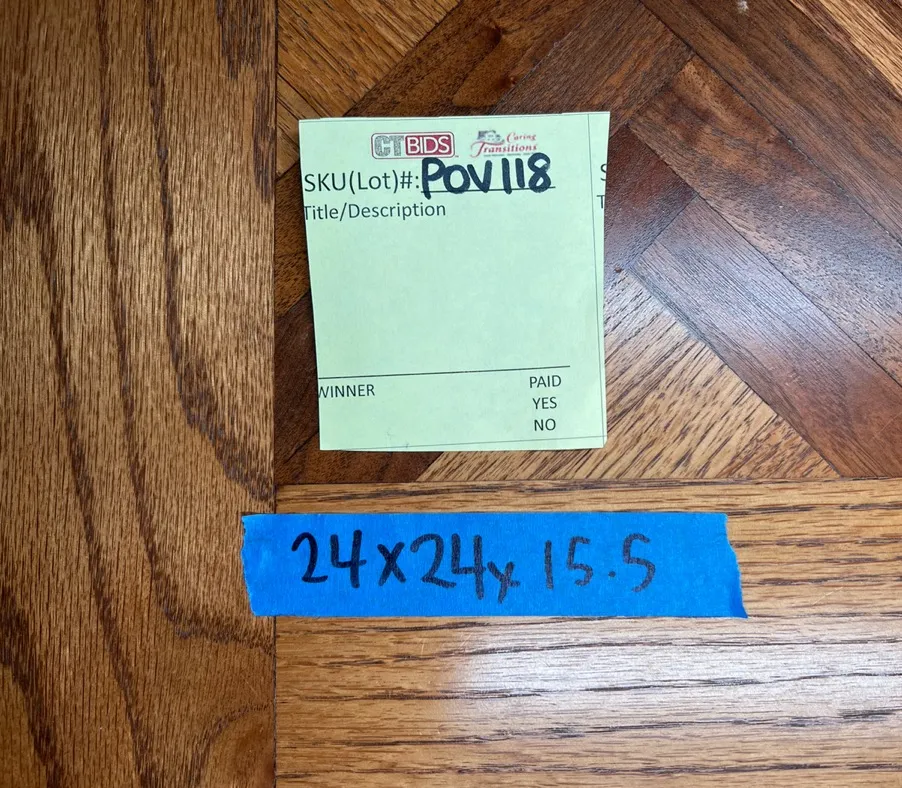 CTBIDS Caring Transitions
SKU(Lot)#: POV118
Title/Description
WINNER PAID
YES
NO
24x24x15.5